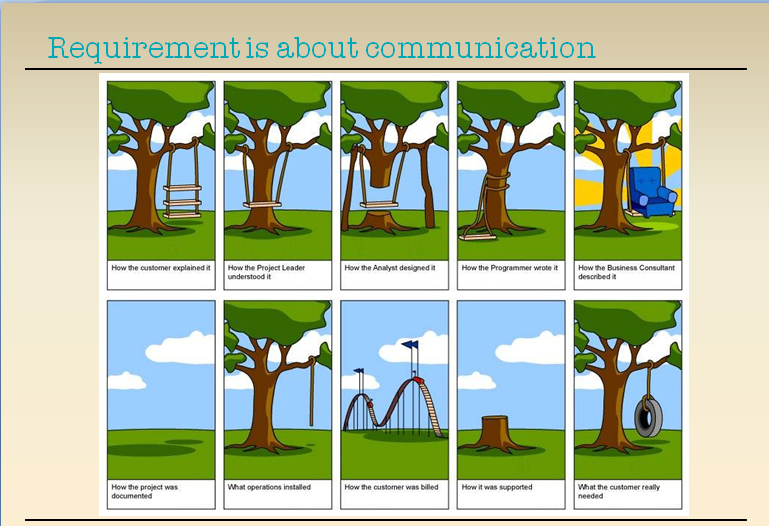 Requirement is about communication
How the customer explained it
How the Project Leader
understood it
How the Analyst designed it
How the Programmer wrote it
How the Business Consultant
described it
How the project was
documented
What operations installed
How the customer was billed
How it was supported
What the customer really
needed